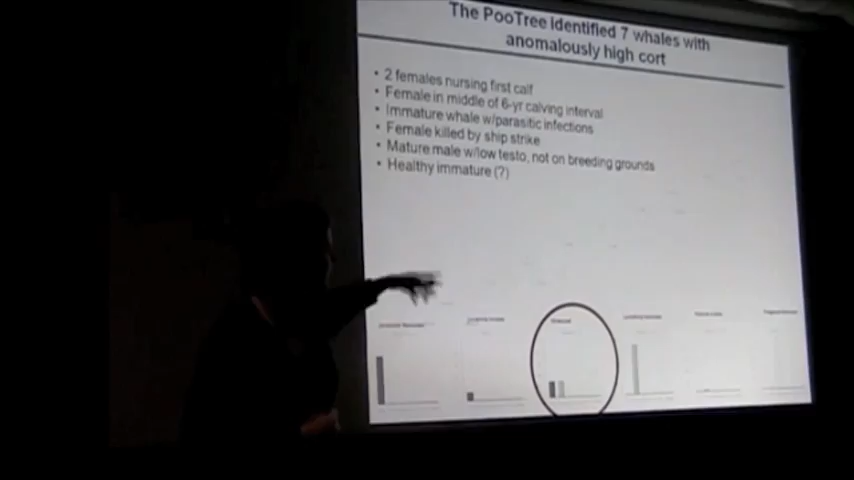 The PooTree identified 7 whales with
anomalously high cort
• 2 females nursing first calf
• Female in middle of 6-yr calving interval
• Immature whale w/parasitic infections
• Female killed by ship strike
• Mature male w/low testo, not on breeding grounds
• Healthy immature (?)